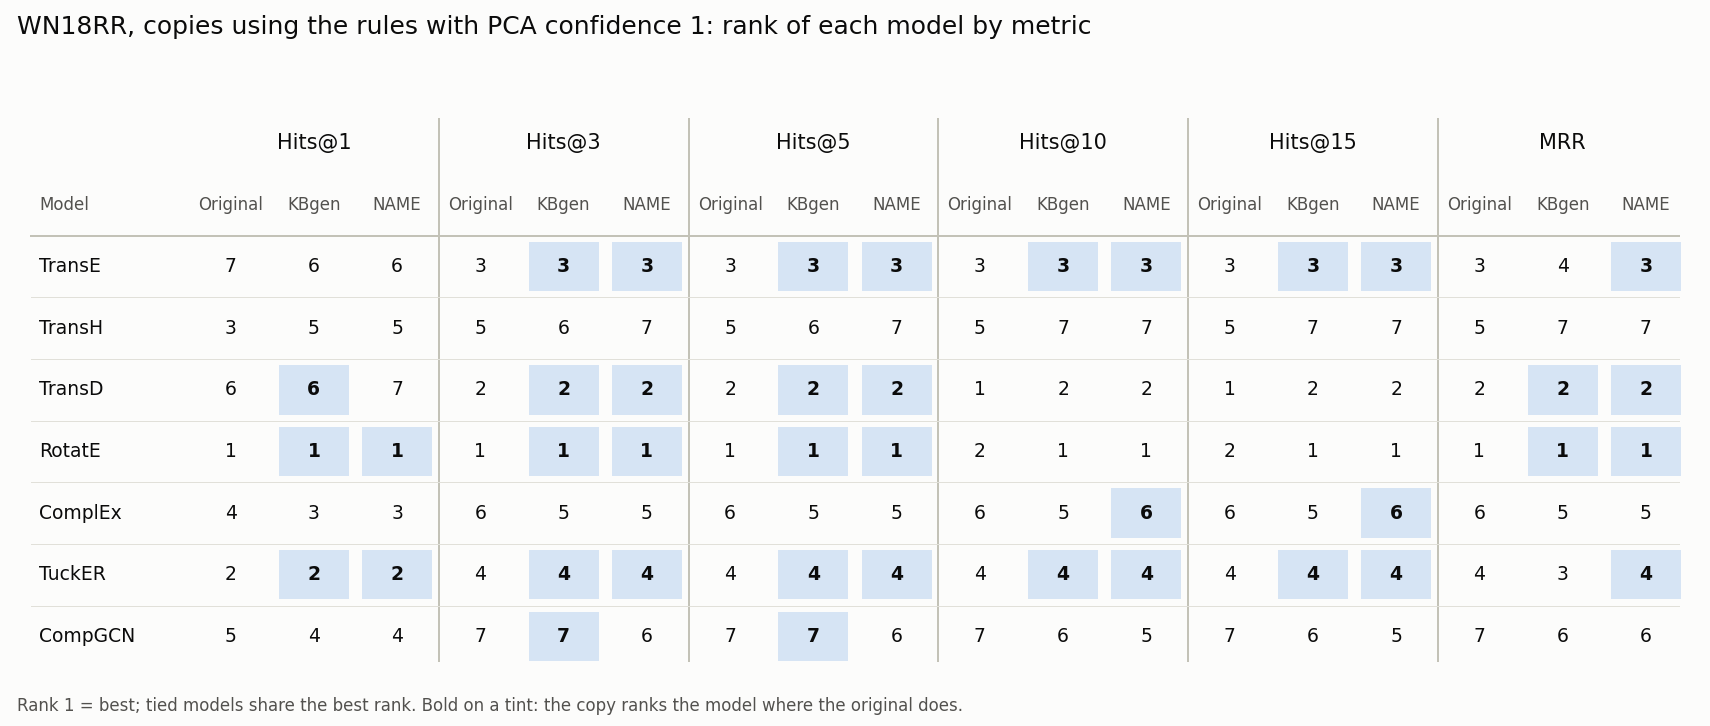 WN18RR, copies using the rules with PCA confidence 1: rank of each model by metric
Hits@1 Hits@3 Hits@5 Hits@10 Hits@15 MRR
Model Original KBgen NAME Original KBgen NAME Original KBgen NAME Original KBgen NAME Original KBgen NAME Original KBgen NAME
TransE 7 6 6 3 3 3 3 3 3 3 3 3 3 3 3 3 4 3
TransH 3 5 5 5 6 7 5 6 7 5 7 7 5 7 7 5 7 7
TransD 6 6 7 2 2 2 2 2 2 1 2 2 1 2 2 2 2 2
RotatE 1 1 1 1 1 1 1 1 1 2 1 1 2 1 1 1 1 1
ComplEx 4 3 3 6 5 5 6 5 5 6 5 6 6 5 6 6 5 5
TuckER 2 2 2 4 4 4 4 4 4 4 4 4 4 4 4 4 3 4
CompGCN 5 4 4 7 7 6 7 7 6 7 6 5 7 6 5 7 6 6
Rank 1 = best; tied models share the best rank. Bold on a tint: the copy ranks the model where the original does.